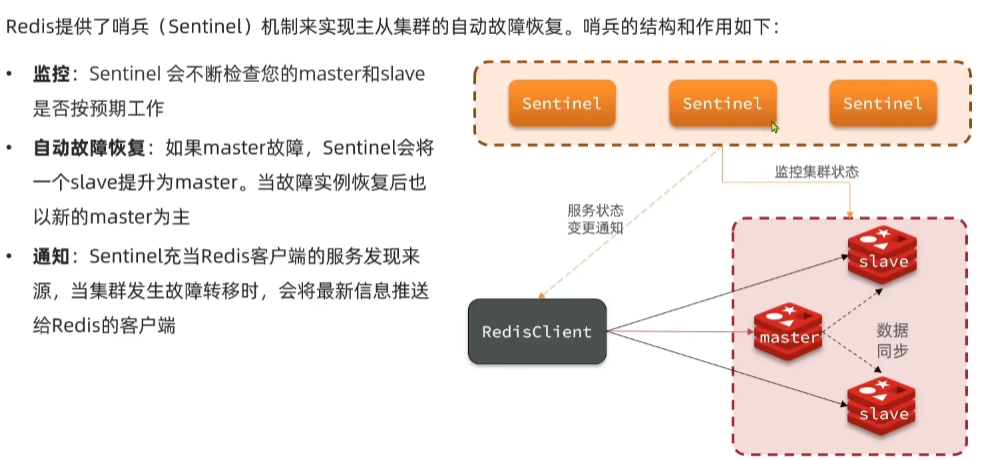 Redis提供了哨兵（Sentinel）机制来实现主从集群的自动故障恢复。哨兵的结构和作用如下：
• 监控：Sentinel 会不断检查您的master和slave
是否按预期工作
• 自动故障恢复：如果master故障，Sentinel会将
一个slave提升为master。当故障实例恢复后也
以新的master为主
• 通知：Sentinel充当Redis客户端的服务发现来
源，当集群发生故障转移时，会将最新信息推送
给Redis的客户端
Sentinel
Sentinel
Sentinel
监控集群状态
服务状态
变更通知
slave
RedisClient
master
数据
同步
slave